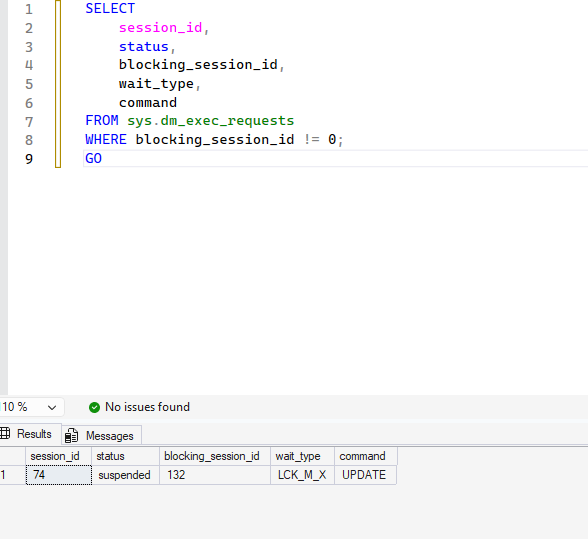 1 SELECT
2 session_id,
3 status,
4 blocking_session_id,
5 wait_type,
6 command
7 FROM sys.dm_exec_requests
8 WHERE blocking_session_id != 0;
9 GO
110 % No issues found
Results Messages
session_id status blocking_session_id wait_type command
1 74 suspended 132 LCK_M_X UPDATE